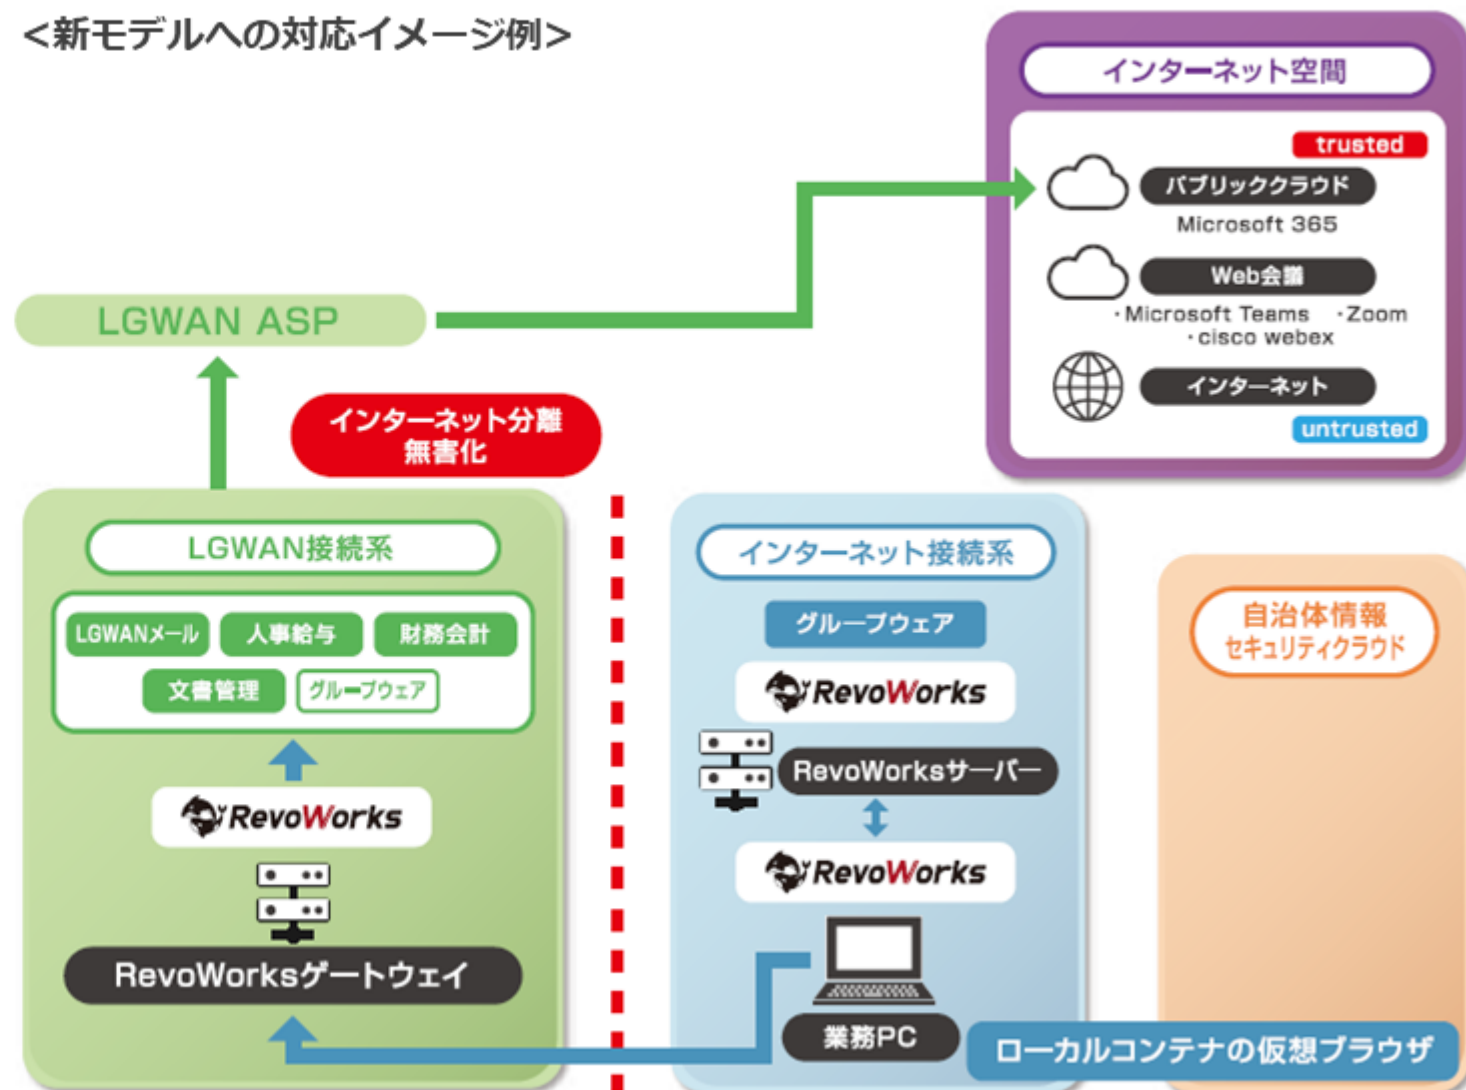 <新モデルへの対応イメージ例>
インターネット空間
trusted
パブリッククラウド
Microsoft 365
Web会議
・Microsoft Teams ・Zoom
・cisco webex
インターネット
untrusted
LGWAN ASP
インターネット分離
無害化
LGWAN接続系
LGWANメール
人事給与
財務会計
文書管理
グループウェア
RevoWorks
RevoWorksゲートウェイ
インターネット接続系
グループウェア
RevoWorks
RevoWorksサーバー
RevoWorks
業務PC
ローカルコンテナの仮想ブラウザ
自治体情報
セキュリティクラウド